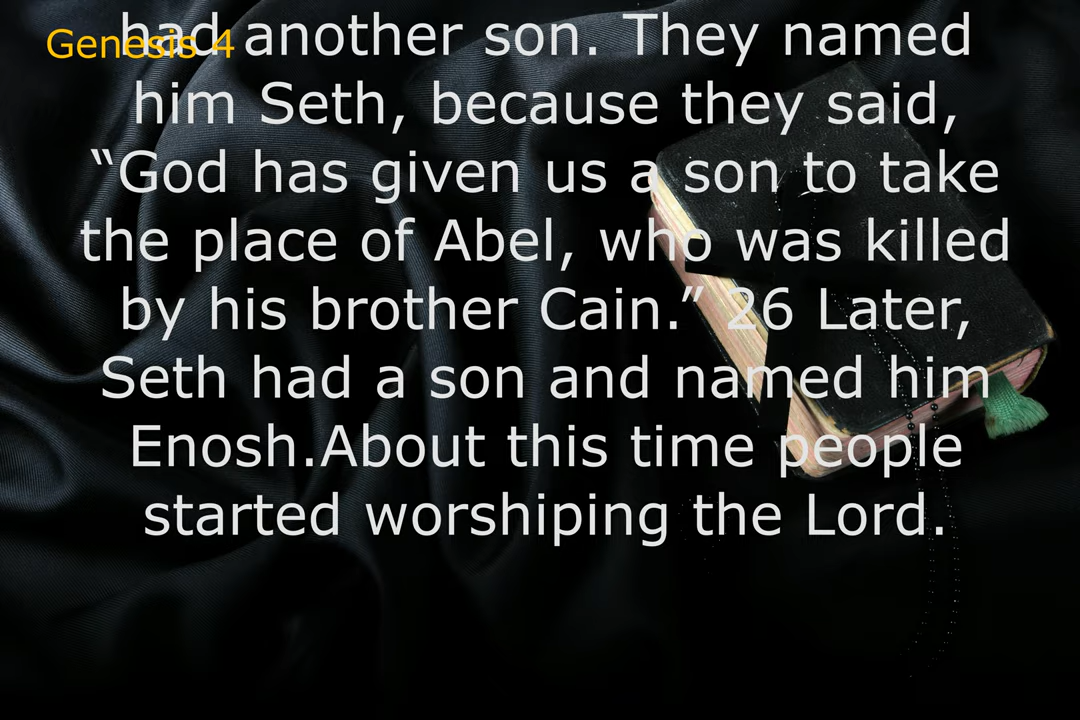 Genesis 4
had another son. They named
him Seth, because they said,
“God has given us a son to take
the place of Abel, who was killed
by his brother Cain.” 26 Later,
Seth had a son and named him
Enosh.About this time people
started worshiping the Lord.